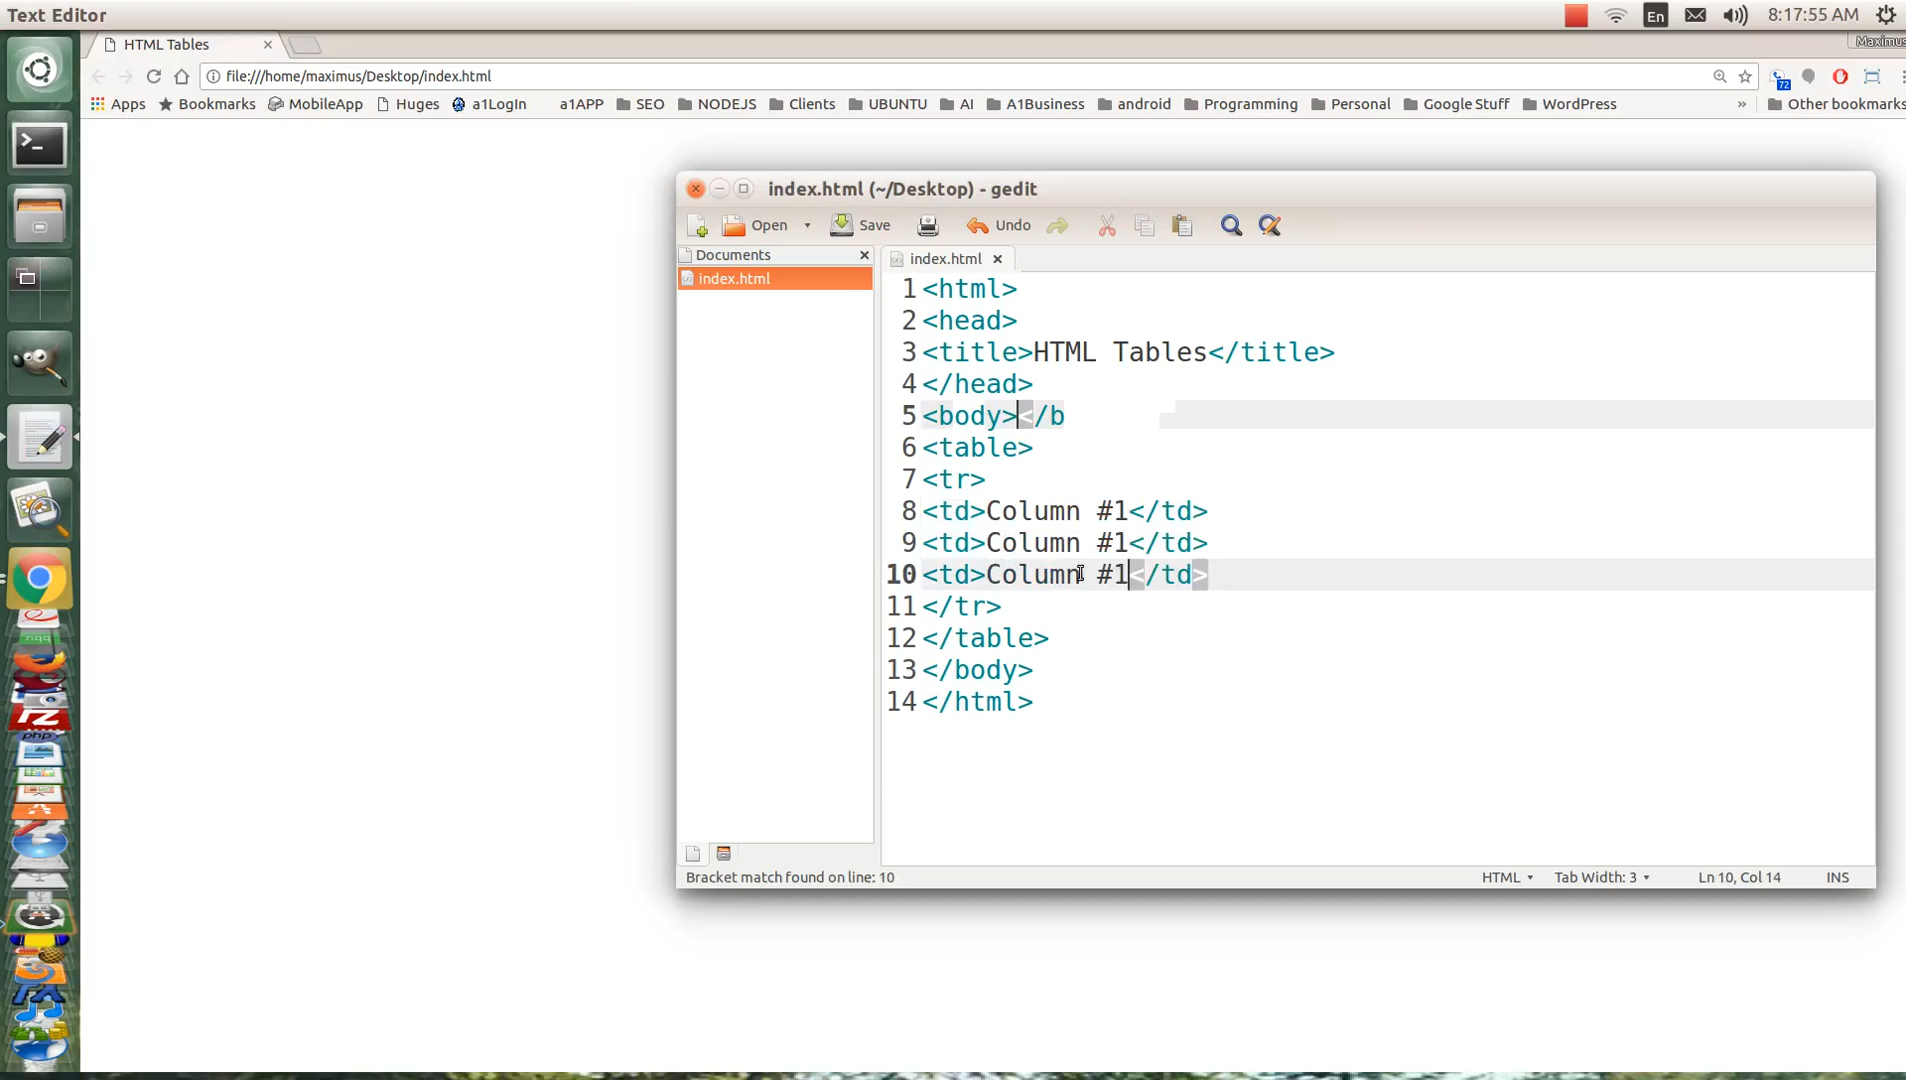 Text Editor
En
8:17:55 AM
HTML Tables
Maximus
file:///home/maximus/Desktop/index.html
72
Apps
Bookmarks
MobileApp
Huges
a1LogIn
a1APP
SEO
NODEJS
Clients
UBUNTU
AI
A1Business
android
Programming
Personal
Google Stuff
WordPress
»
Other bookmarks
index.html (~/Desktop) - gedit
Open
Save
Undo
Documents
index.html
index.html
1 <html>
2 <head>
3 <title>HTML Tables</title>
4 </head>
5 <body></b
6 <table>
7 <tr>
8 <td>Column #1</td>
9 <td>Column #1</td>
10 <td>Column #1</td>
11 </tr>
12 </table>
13 </body>
14 </html>
Bracket match found on line: 10
HTML
Tab Width: 3
Ln 10, Col 14
INS